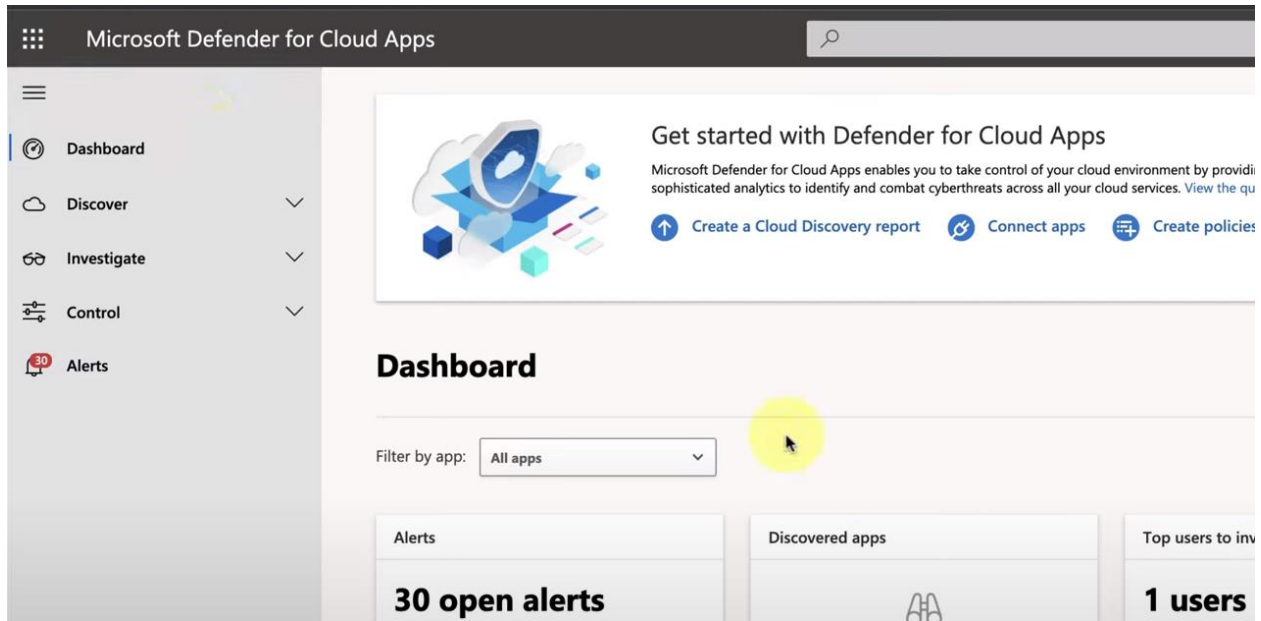 Microsoft Defender for Cloud Apps
Dashboard
Discover
Investigate
Control
30
Alerts
Get started with Defender for Cloud Apps
Microsoft Defender for Cloud Apps enables you to take control of your cloud environment by providi
sophisticated analytics to identify and combat cyberthreats across all your cloud services. View the qu
Create a Cloud Discovery report Connect apps Create policies
Dashboard
Filter by app: All apps
Alerts Discovered apps Top users to inv
30 open alerts 1 users